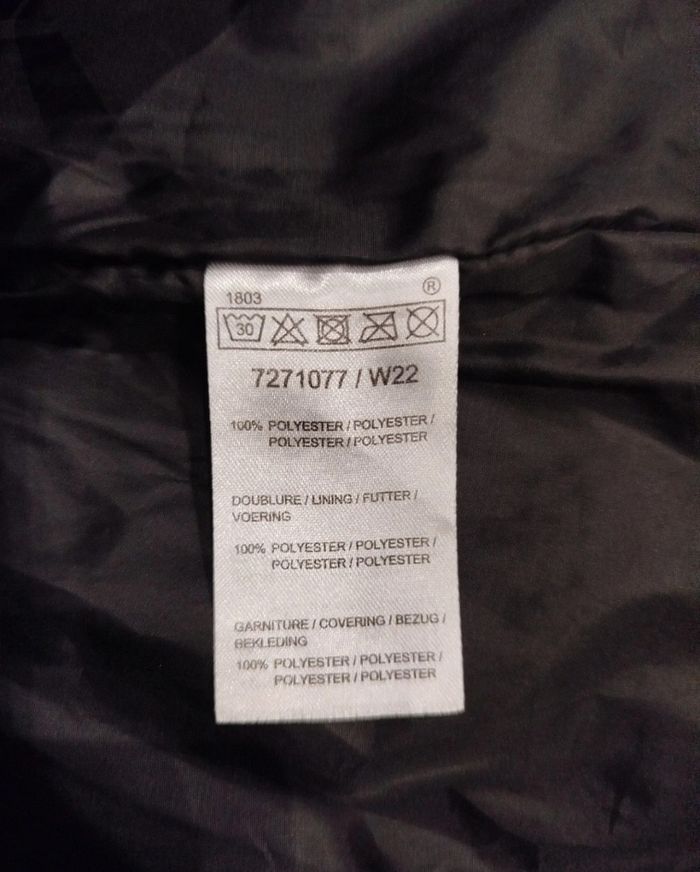 1803 ®
30
7271077 / W22
100% POLYESTER / POLYESTER /
POLYESTER / POLYESTER
DOUBLURE / LINING / FUTTER /
VOERING
100% POLYESTER / POLYESTER /
POLYESTER / POLYESTER
GARNITURE / COVERING / BEZUG /
BEKLEDING
100% POLYESTER / POLYESTER /
POLYESTER / POLYESTER